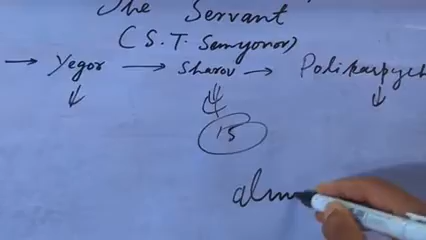 The Servant
(S.T. Semyonov)
→ Yegor → Sharov → Polikarpych
15
alm